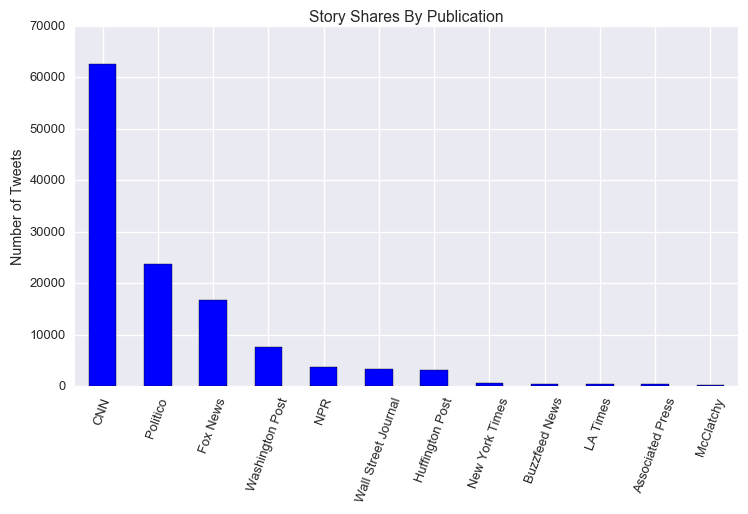 Story Shares By Publication
Number of Tweets
70000
60000
50000
40000
30000
20000
10000
0
CNN
Politico
Fox News
Washington Post
NPR
Wall Street Journal
Huffington Post
New York Times
Buzzfeed News
LA Times
Associated Press
McClatchy